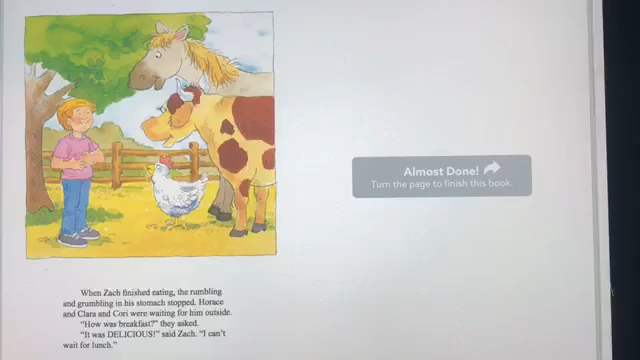 When Zach finished eating, the rumbling
and grumbling in his stomach stopped. Horace
and Clara and Cori were waiting for him outside.
"How was breakfast?" they asked.
"It was DELICIOUS!" said Zach. "I can't
wait for lunch."
Almost Done!
Turn the page to finish this book.